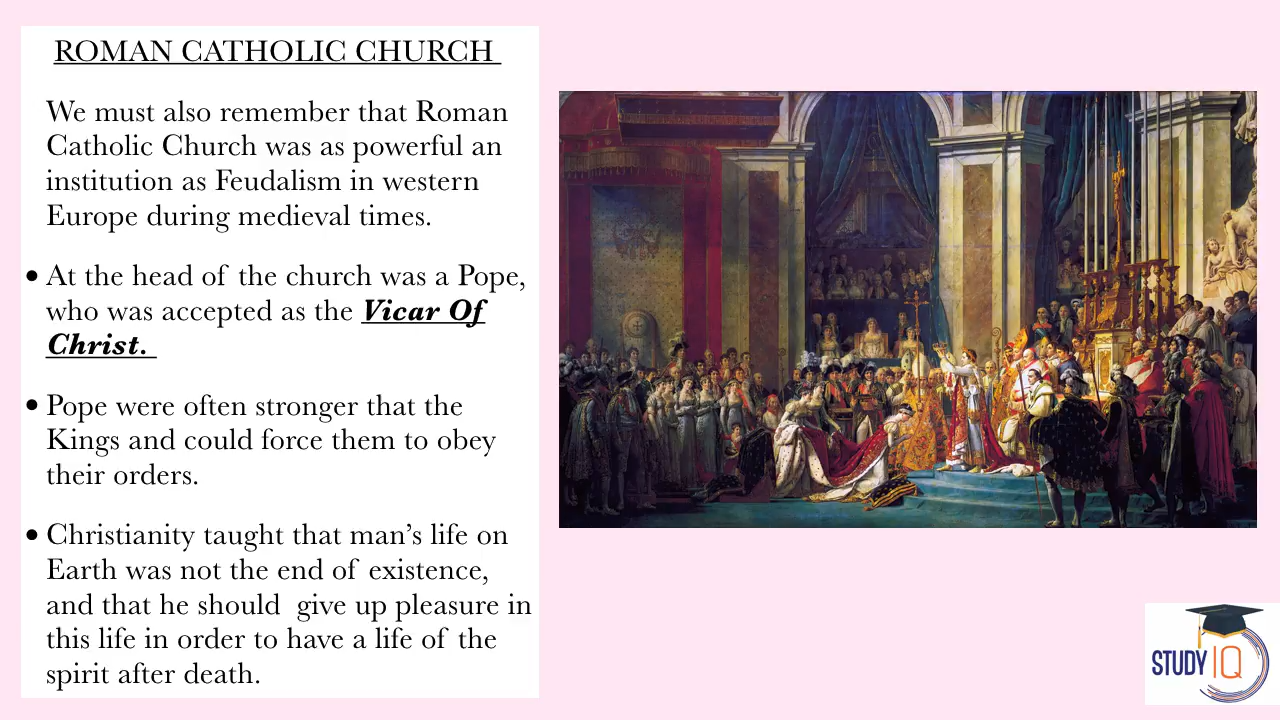 ROMAN CATHOLIC CHURCH
We must also remember that Roman
Catholic Church was as powerful an
institution as Feudalism in western
Europe during medieval times.
• At the head of the church was a Pope,
who was accepted as the Vicar Of
Christ.
• Pope were often stronger that the
Kings and could force them to obey
their orders.
• Christianity taught that man’s life on
Earth was not the end of existence,
and that he should give up pleasure in
this life in order to have a life of the
spirit after death.
STUDY IQ